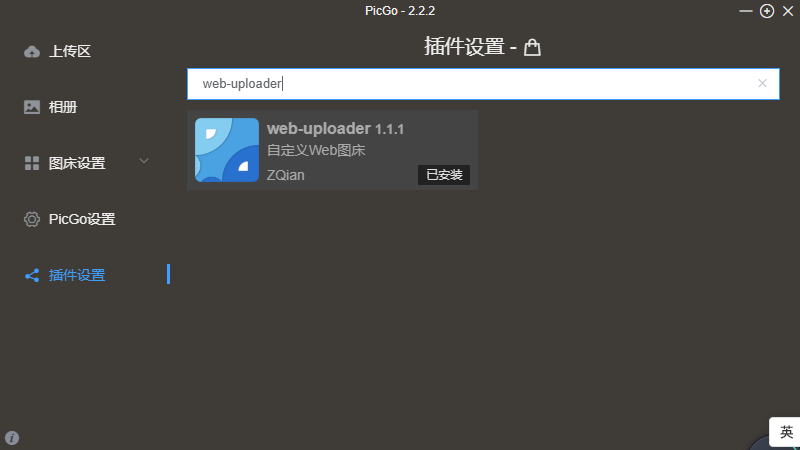 PicGo - 2.2.2
上传区
相册
图床设置
PicGo设置
插件设置
插件设置 -
web-uploader
web-uploader 1.1.1
自定义Web图床
ZQian
已安装
英